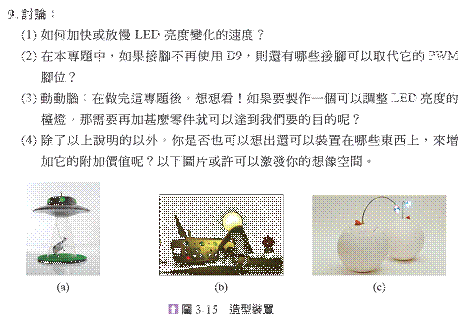 9. 討論：
(1) 如何加快或放慢 LED 亮度變化的速度？
(2) 在本專題中，如果接腳不再使用 D9，則還有哪些接腳可以取代它的 PWM
腳位？
(3) 動動腦：在做完這專題後，想想看！如果要製作一個可以調整 LED 亮度的
檯燈，那需要再加甚麼零件就可以達到我們要的目的呢？
(4) 除了以上說明的以外，你是否也可以想出還可以裝置在哪些東西上，來增
加它的附加價值呢？以下圖片或許可以激發你的想像空間。
(a) (b) (c)
圖 3-15 造型裝置